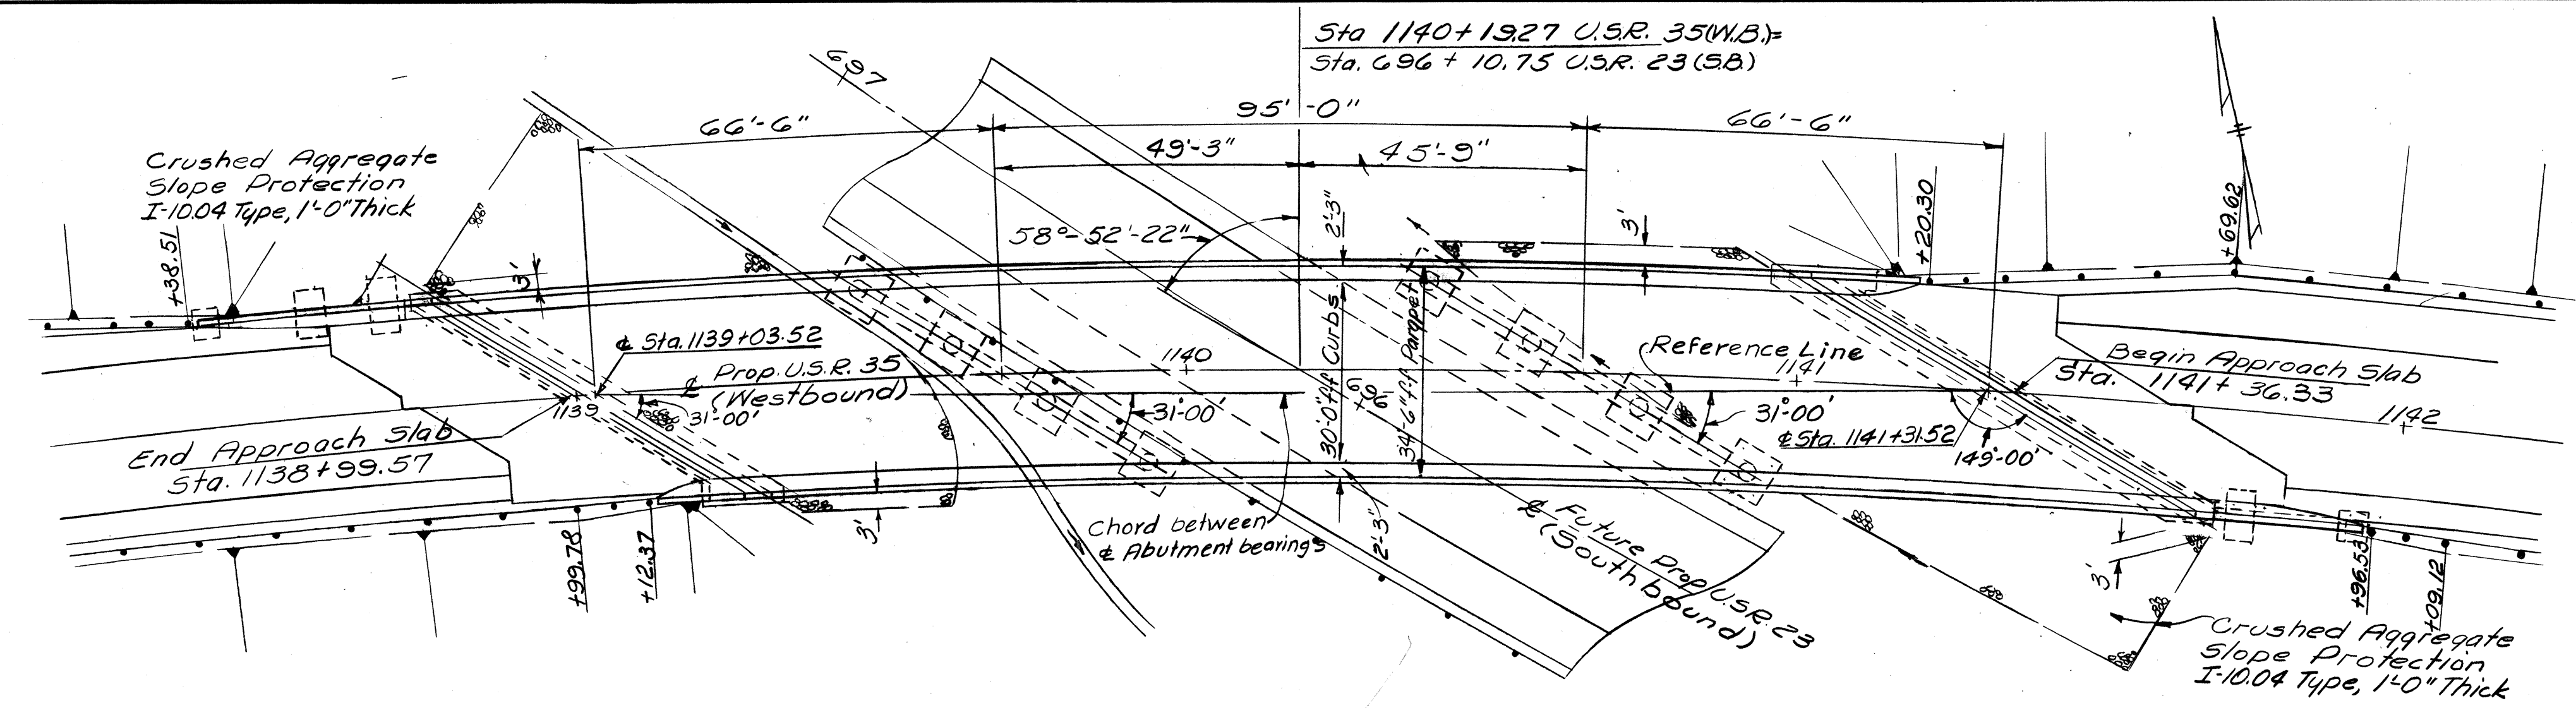 Sta 1140+19.27 U.S.R. 35(W.B.)=
Sta. 696 + 10.75 U.S.R. 23 (S.B.)
697
95'-0"
66'-6"
66'-6"
49'-3"
45'-9"
Crushed Aggregate
Slope Protection
I-10.04 Type, 1'-0" Thick
+38.51
3'
58°-52'-22"
2'-3"
3'
+20.30
+69.62
₵ Sta. 1139+03.52
₵ Prop. U.S.R. 35
(Westbound)
1140
30'-0" f/f Curbs
34'-6" f/f Parapet
696
Reference Line
1141
Begin Approach Slab
Sta. 1141+ 36.33
1142
1139
31°-00'
31°-00'
31°-00'
₵ Sta. 1141+31.52
149°-00'
End Approach Slab
Sta. 1138+99.57
+99.78
+12.37
3'
Chord between
₵ Abutment bearings
2'-3"
₵ Future Prop. U.S.R. 23
(Southbound)
3'
+96.53
+09.12
Crushed Aggregate
Slope Protection
I-10.04 Type, 1'-0" Thick